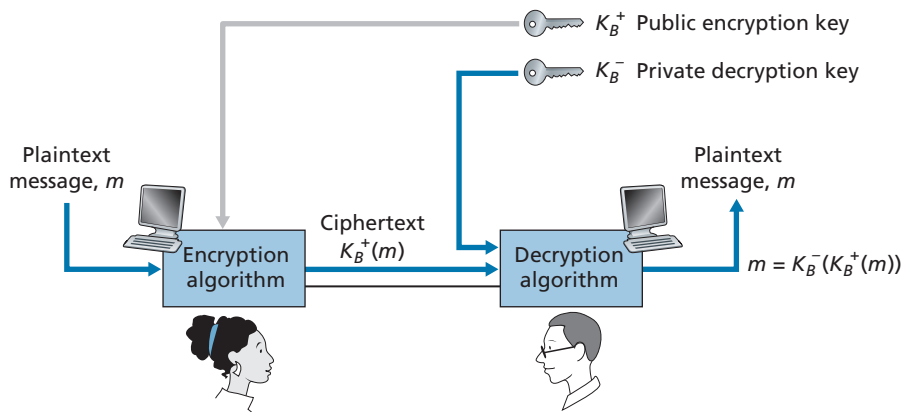 K_B^+ Public encryption key
K_B^- Private decryption key
Plaintext
message, m
Plaintext
message, m
Ciphertext
K_B^+(m)
Encryption
algorithm
Decryption
algorithm
m = K_B^-(K_B^+(m))